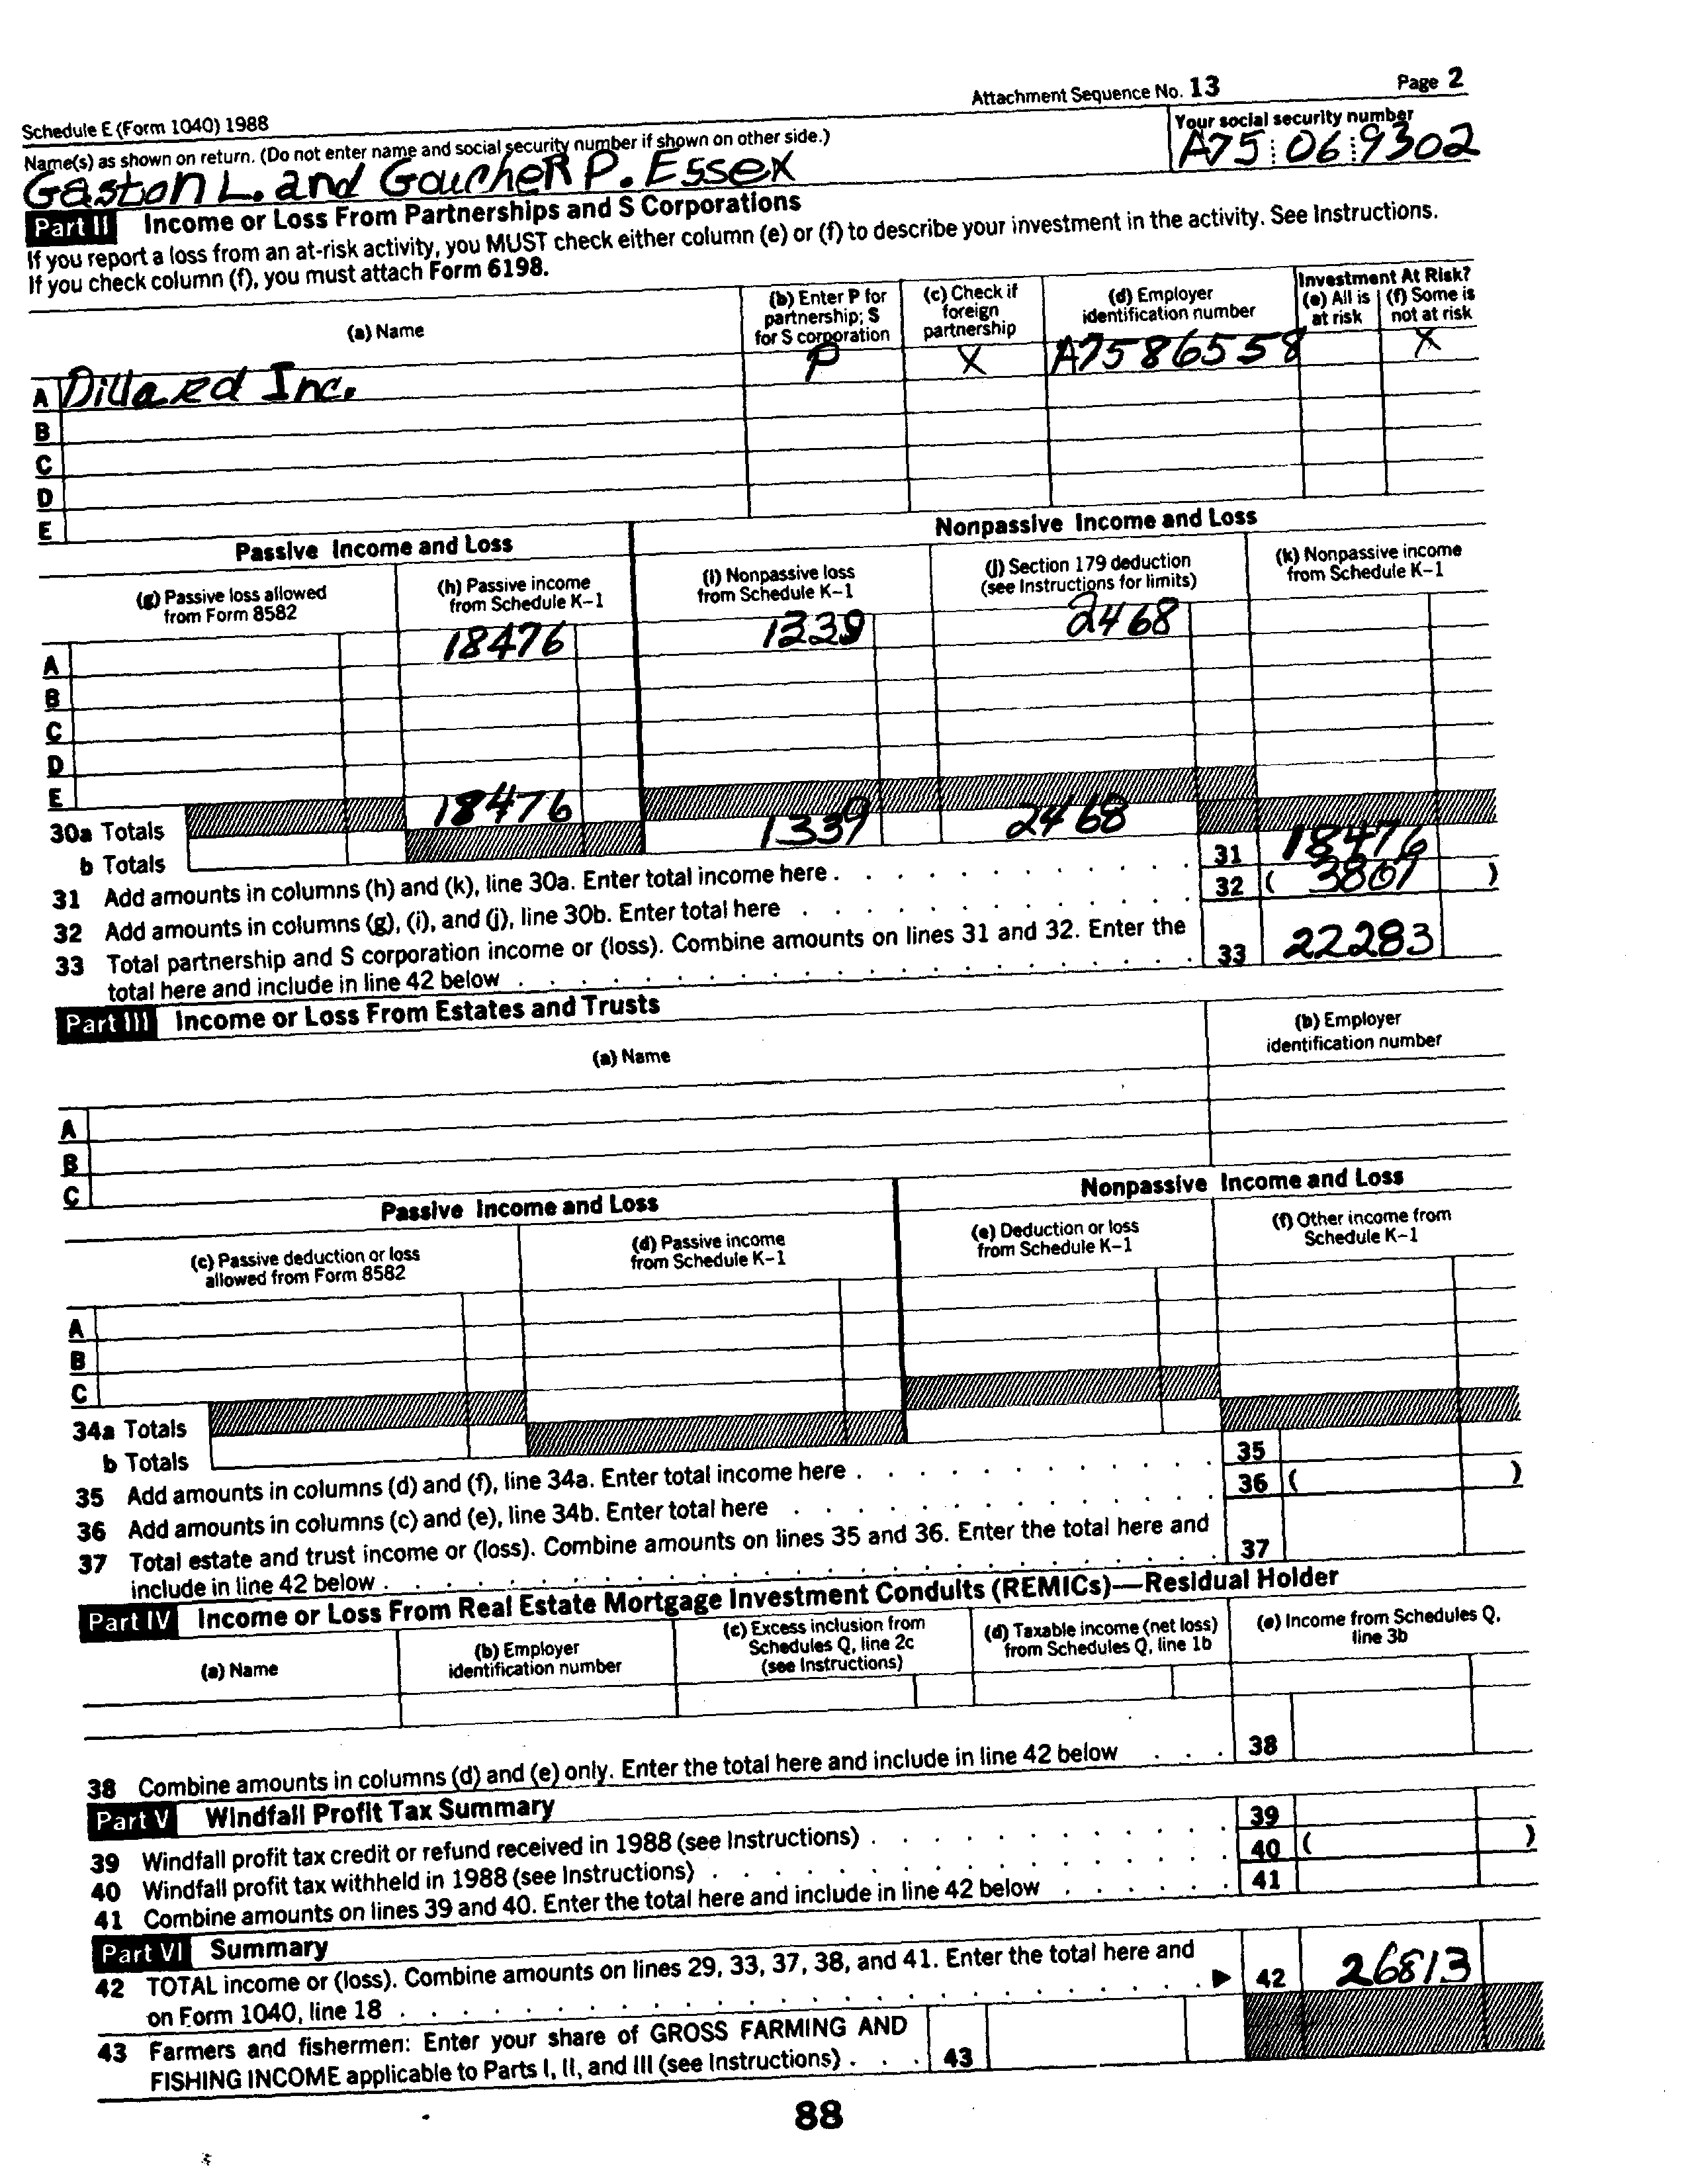 Attachment Sequence No. 13 Page 2
Schedule E (Form 1040) 1988
Name(s) as shown on return. (Do not enter name and social security number if shown on other side.)
Your social security number
Gaston L. and Goucher P. Essex
A75 06 9302
Part II Income or Loss From Partnerships and S Corporations
If you report a loss from an at-risk activity, you MUST check either column (e) or (f) to describe your investment in the activity. See Instructions.
If you check column (f), you must attach Form 6198.
(a) Name
(b) Enter P for partnership; S for S corporation
(c) Check if foreign partnership
(d) Employer identification number
Investment At Risk?
(e) All is at risk
(f) Some is not at risk
A Dillard Inc. P X A7586558 X
B
C
D
E
Passive Income and Loss
Nonpassive Income and Loss
(g) Passive loss allowed from Form 8582
(h) Passive income from Schedule K–1
(i) Nonpassive loss from Schedule K–1
(j) Section 179 deduction (see Instructions for limits)
(k) Nonpassive income from Schedule K–1
A 18476 1339 2468
B
C
D
E
30a Totals 18476
b Totals 1339 2468
31 Add amounts in columns (h) and (k), line 30a. Enter total income here . 31 18476
32 Add amounts in columns (g), (i), and (j), line 30b. Enter total here 32 ( 3807 )
33 Total partnership and S corporation income or (loss). Combine amounts on lines 31 and 32. Enter the
total here and include in line 42 below 33 22283
Part III Income or Loss From Estates and Trusts
(a) Name
(b) Employer identification number
A
B
C
Passive Income and Loss
Nonpassive Income and Loss
(c) Passive deduction or loss allowed from Form 8582
(d) Passive income from Schedule K–1
(e) Deduction or loss from Schedule K–1
(f) Other income from Schedule K–1
A
B
C
34a Totals
b Totals
35 Add amounts in columns (d) and (f), line 34a. Enter total income here . 35
36 Add amounts in columns (c) and (e), line 34b. Enter total here 36 ( )
37 Total estate and trust income or (loss). Combine amounts on lines 35 and 36. Enter the total here and
include in line 42 below . 37
Part IV Income or Loss From Real Estate Mortgage Investment Conduits (REMICs)—Residual Holder
(a) Name
(b) Employer identification number
(c) Excess inclusion from Schedules Q, line 2c (see Instructions)
(d) Taxable income (net loss) from Schedules Q, line 1b
(e) Income from Schedules Q, line 3b
38 Combine amounts in columns (d) and (e) only. Enter the total here and include in line 42 below 38
Part V Windfall Profit Tax Summary
39 Windfall profit tax credit or refund received in 1988 (see Instructions) . 39
40 Windfall profit tax withheld in 1988 (see Instructions) 40 ( )
41 Combine amounts on lines 39 and 40. Enter the total here and include in line 42 below 41
Part VI Summary
42 TOTAL income or (loss). Combine amounts on lines 29, 33, 37, 38, and 41. Enter the total here and
on Form 1040, line 18 . 42 26813
43 Farmers and fishermen: Enter your share of GROSS FARMING AND
FISHING INCOME applicable to Parts I, II, and III (see Instructions) . 43
88